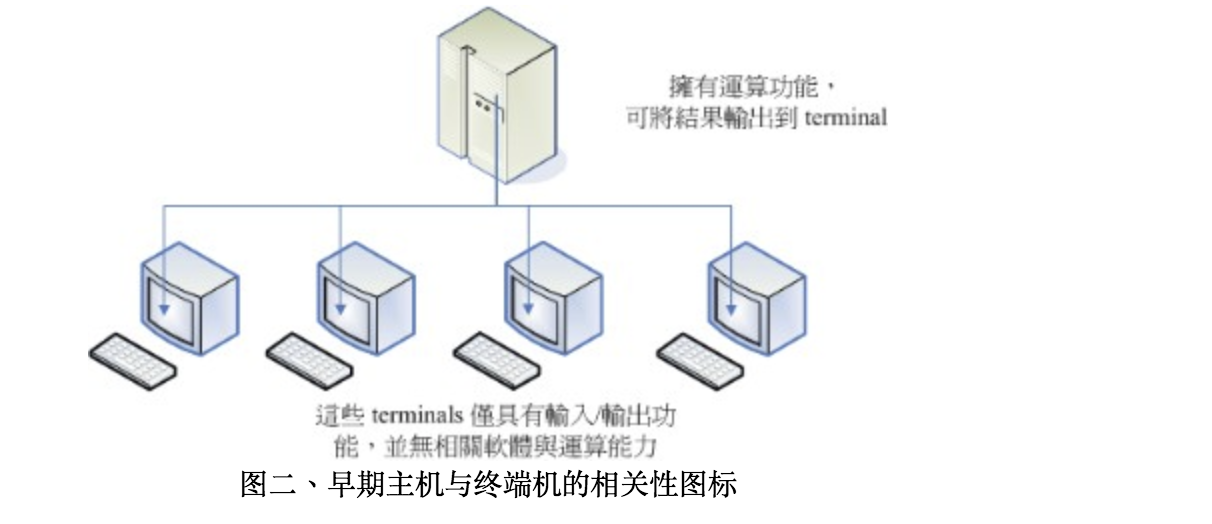 擁有運算功能，
可將結果輸出到 terminal
這些 terminals 僅具有輸入/輸出功
能，並無相關軟體與運算能力
图二、早期主机与终端机的相关性图标